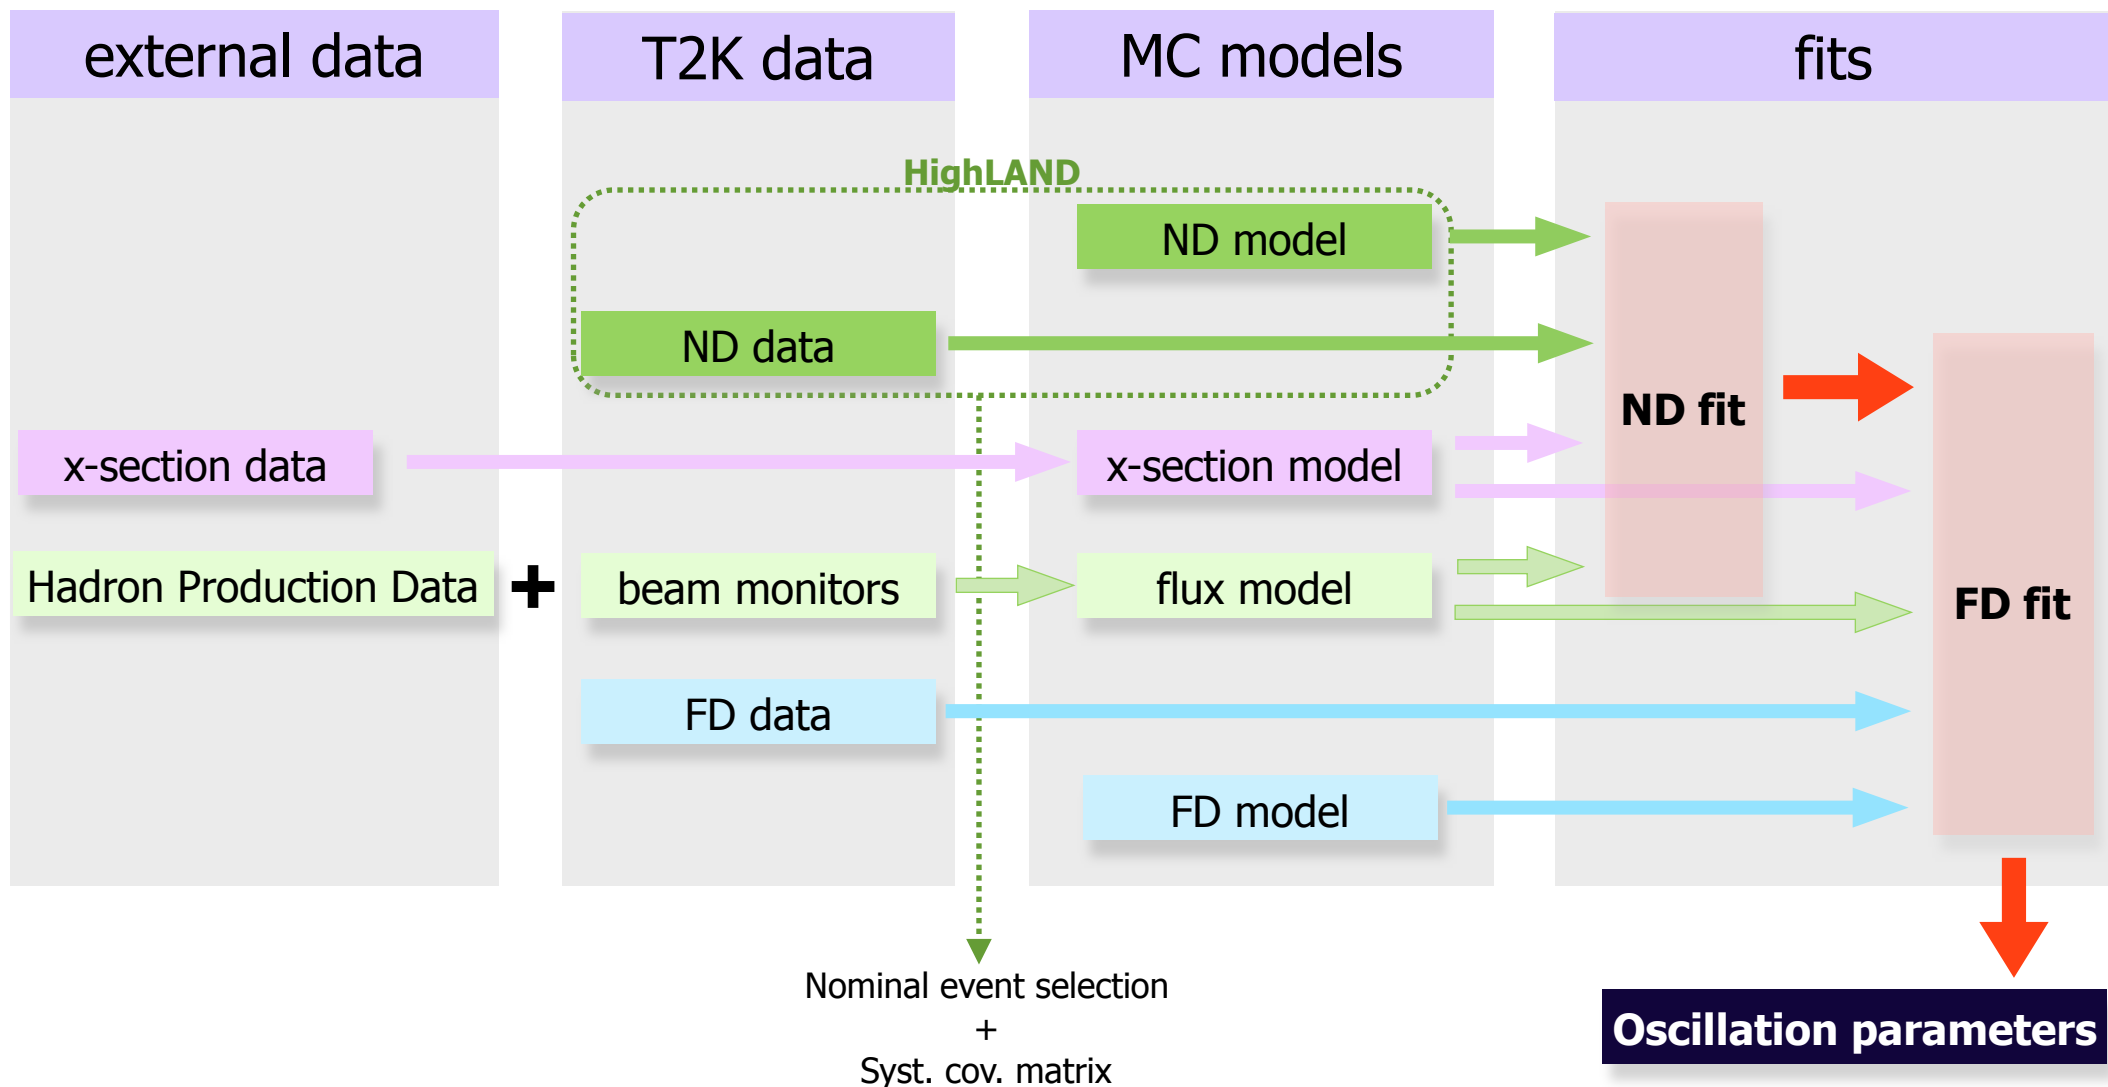 external data
T2K data
MC models
fits
HighLAND
ND model
ND data
ND fit
x-section data
x-section model
Hadron Production Data
+
beam monitors
flux model
FD fit
FD data
FD model
Nominal event selection
+
Syst. cov. matrix
Oscillation parameters